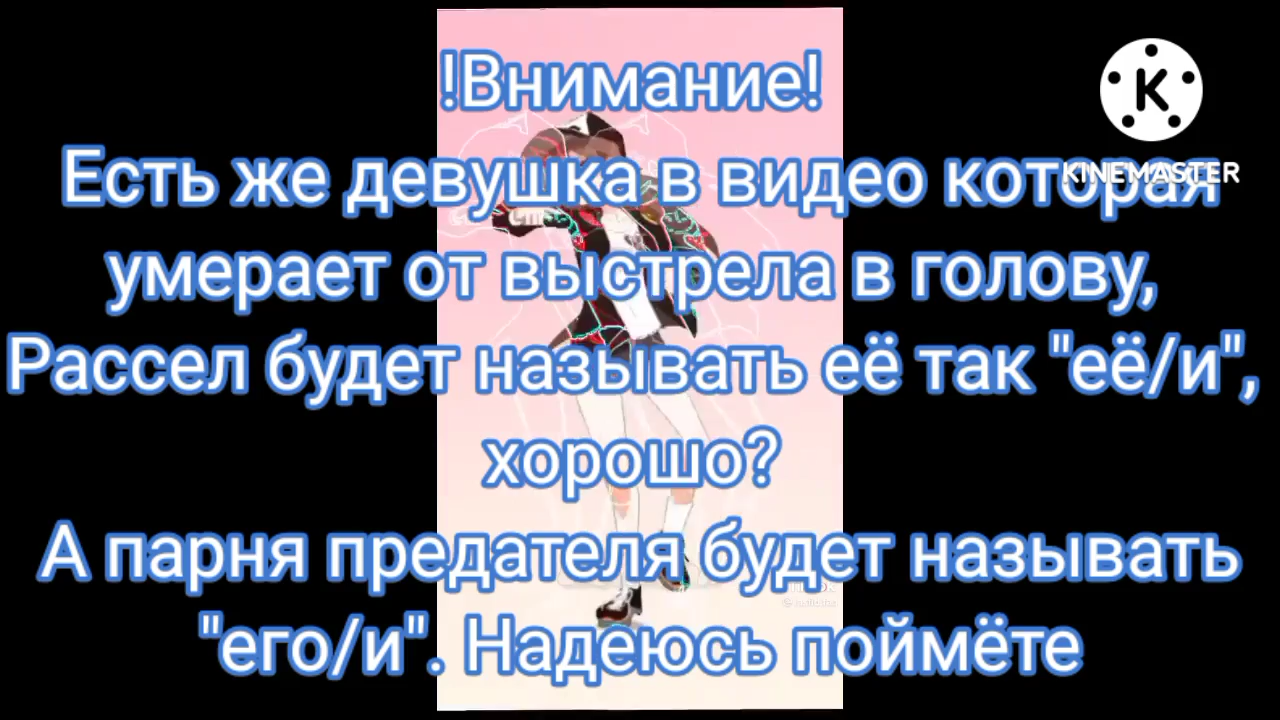 !Внимание!
KINEMASTER
Есть же девушка в видео которая
умерает от выстрела в голову,
Рассел будет называть её так "её/и",
хорошо?
А парня предателя будет называть
"его/и". Надеюсь поймёте